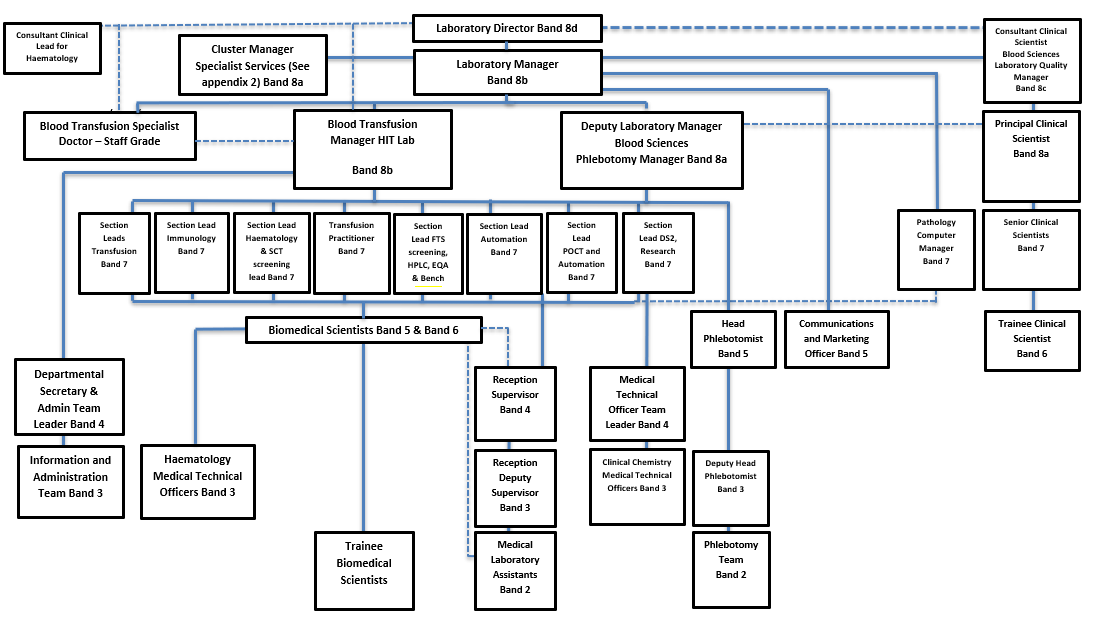 Consultant Clinical
Lead for
Haematology
Laboratory Director Band 8d
Cluster Manager
Specialist Services (See
appendix 2) Band 8a
Laboratory Manager
Band 8b
Consultant Clinical
Scientist
Blood Sciences
Laboratory Quality
Manager
Band 8c
Blood Transfusion Specialist
Doctor – Staff Grade
Blood Transfusion
Manager HIT Lab
Band 8b
Deputy Laboratory Manager
Blood Sciences
Phlebotomy Manager Band 8a
Principal Clinical
Scientist
Band 8a
Section
Leads
Transfusion
Band 7
Section Lead
Immunology
Band 7
Section Lead
Haematology
& SCT
screening
lead Band 7
Transfusion
Practitioner
Band 7
Section
Lead FTS
screening,
HPLC, EQA
& Bench
Section Lead
Automation
Band 7
Section
Lead
POCT and
Automation
Band 7
Section
Lead DS2,
Research
Band 7
Pathology
Computer
Manager
Band 7
Senior Clinical
Scientists
Band 7
Biomedical Scientists Band 5 & Band 6
Head
Phlebotomist
Band 5
Communications
and Marketing
Officer Band 5
Trainee Clinical
Scientist
Band 6
Departmental
Secretary &
Admin Team
Leader Band 4
Reception
Supervisor
Band 4
Medical
Technical
Officer Team
Leader Band 4
Information and
Administration
Team Band 3
Haematology
Medical Technical
Officers Band 3
Reception
Deputy
Supervisor
Band 3
Clinical Chemistry
Medical Technical
Officers Band 3
Deputy Head
Phlebotomist
Band 3
Trainee
Biomedical
Scientists
Medical
Laboratory
Assistants
Band 2
Phlebotomy
Team
Band 2